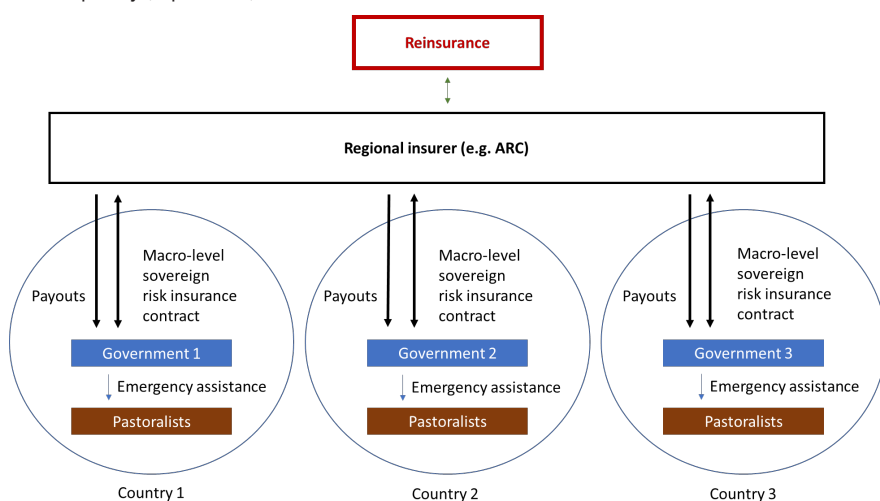 Reinsurance
Regional insurer (e.g. ARC)
Payouts
Macro-level
sovereign
risk insurance
contract
Government 1
Emergency assistance
Pastoralists
Country 1
Payouts
Macro-level
sovereign
risk insurance
contract
Government 2
Emergency assistance
Pastoralists
Country 2
Payouts
Macro-level
sovereign
risk insurance
contract
Government 3
Emergency assistance
Pastoralists
Country 3